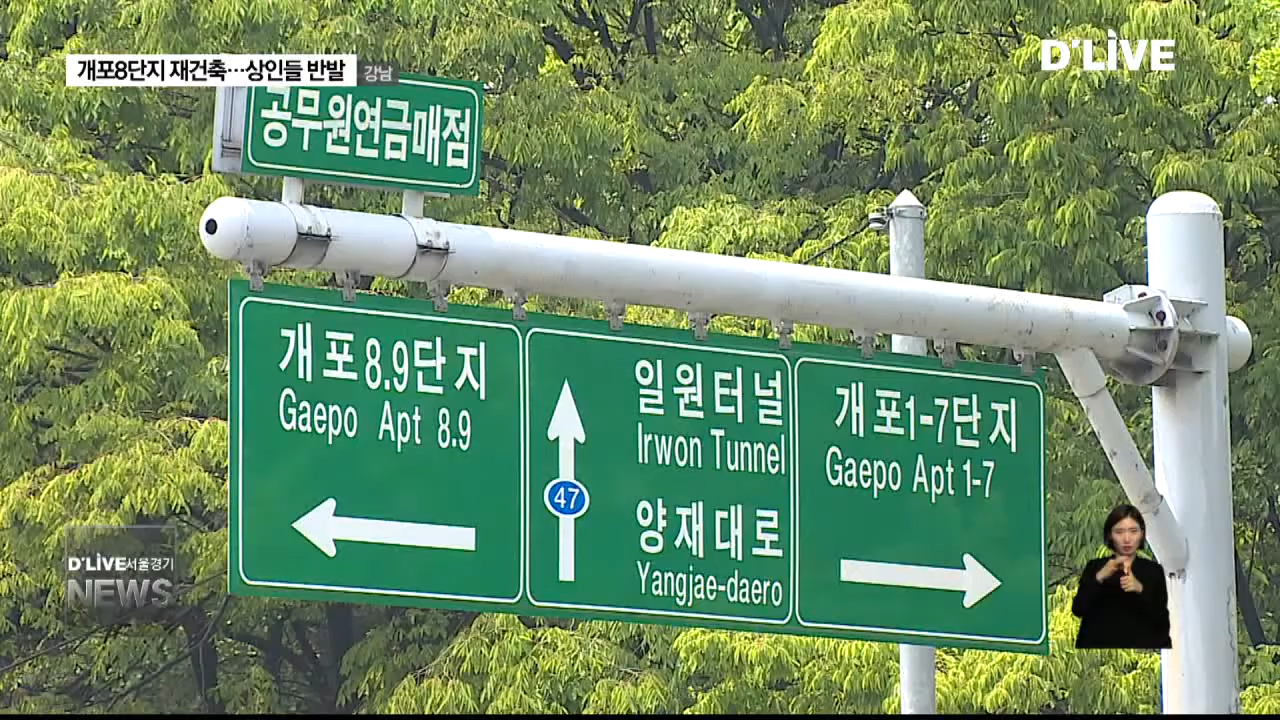 개포8단지 재건축…상인들 반발
강남
D'LIVE
공무원연금매점
개포8.9단지
Gaepo Apt 8.9
일원터널
Irwon Tunnel
47
양재대로
Yangjae-daero
개포1-7단지
Gaepo Apt 1-7
D'LIVE서울경기
NEWS